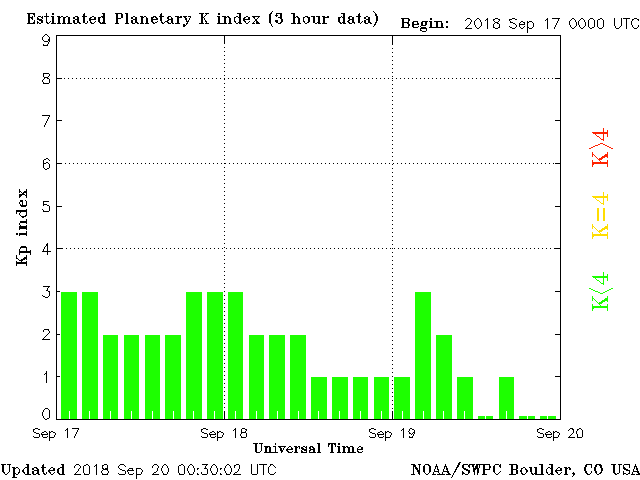 Estimated Planetary K index (3 hour data) Begin: 2018 Sep 17 0000 UTC
9
8
7
6
5
4
3
2
1
0
Kp index
K>4
K=4
K<4
Sep 17 Sep 18 Sep 19 Sep 20
Universal Time
Updated 2018 Sep 20 00:30:02 UTC NOAA/SWPC Boulder, CO USA